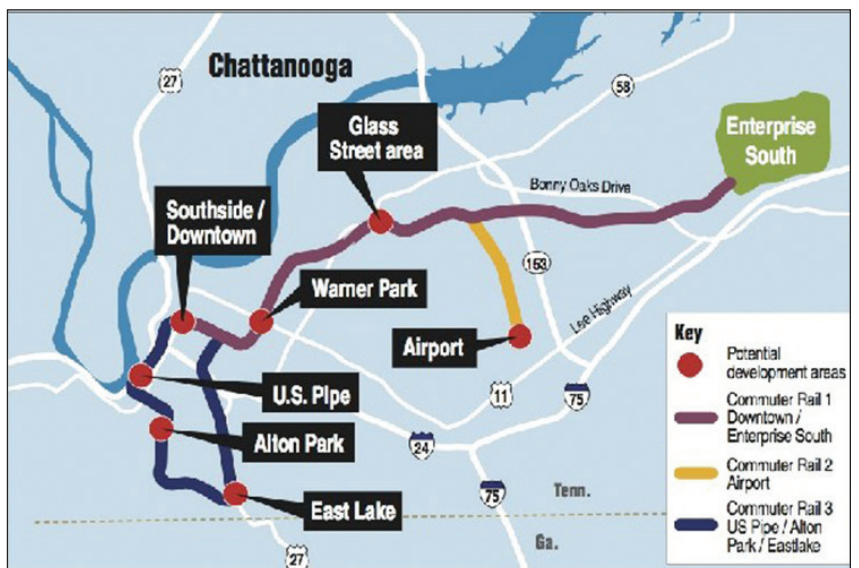 27
Chattanooga
58
Glass
Street area
Enterprise
South
Bonny Oaks Drive
Southside /
Downtown
153
Warner Park
Lee Highway
Airport
Key
Potential
development areas
U.S. Pipe
11
75
Commuter Rail 1
Downtown /
Enterprise South
Alton Park
24
Commuter Rail 2
Airport
75
Tenn.
East Lake
Commuter Rail 3
US Pipe / Alton
Park / Eastlake
Ga.
27